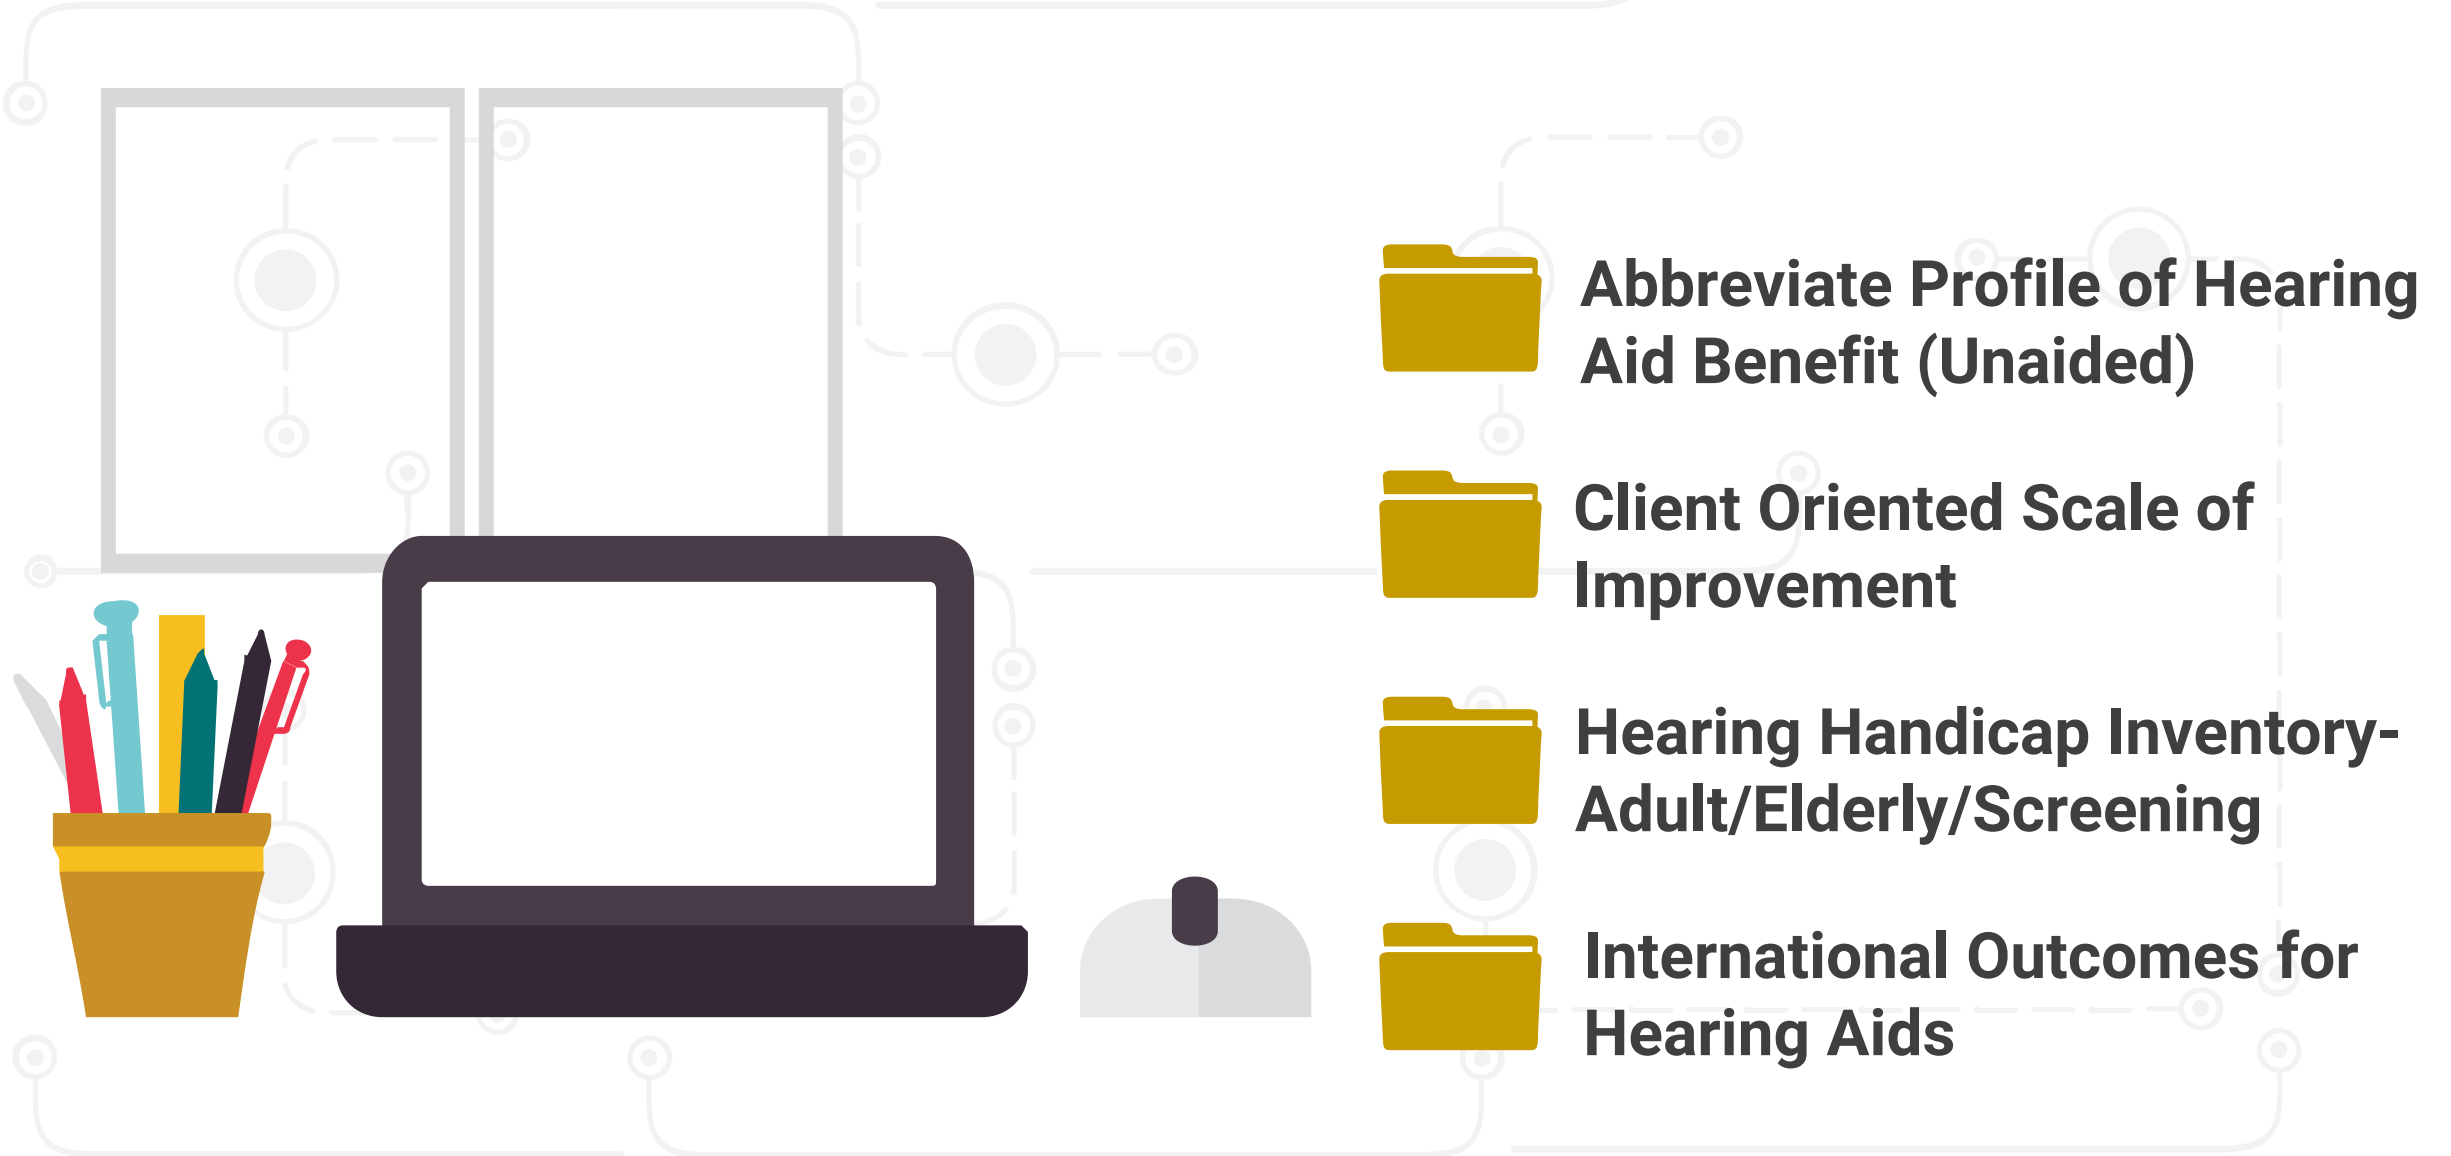 Abbreviate Profile of Hearing
Aid Benefit (Unaided)
Client Oriented Scale of
Improvement
Hearing Handicap Inventory-
Adult/Elderly/Screening
International Outcomes for
Hearing Aids